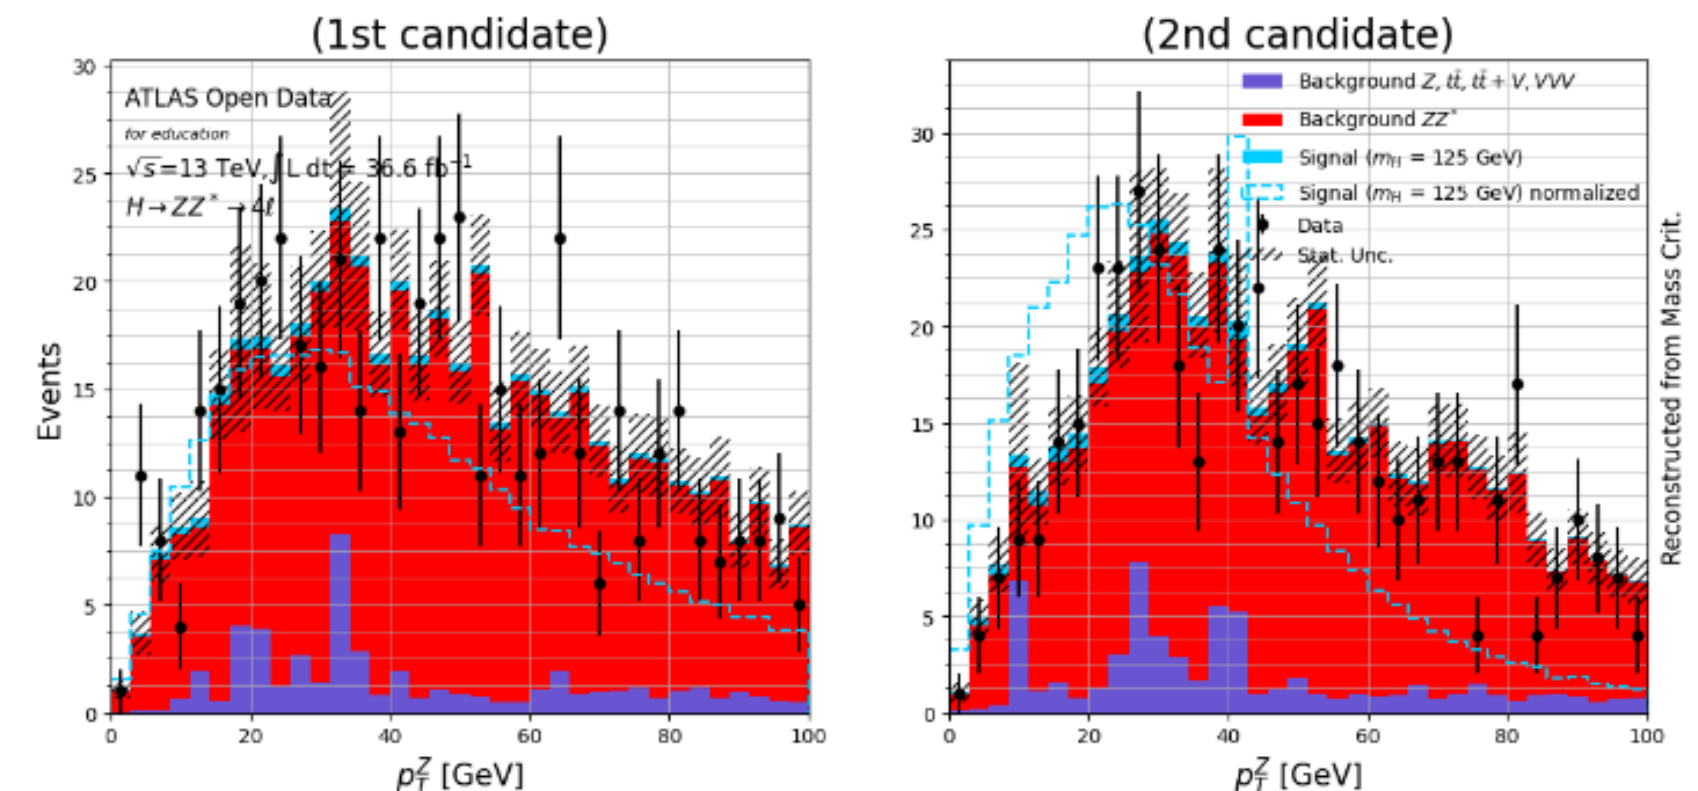 (1st candidate)
30
25
20
15
10
5
0
Events
ATLAS Open Data
for education
√s=13 TeV,∫L dt = 36.6 fb⁻¹
H→ZZ*→4ℓ
0 20 40 60 80 100
p_T^Z [GeV]
(2nd candidate)
30
25
20
15
10
5
0
Background Z, tt̄, tt̄ + V, VVV
Background ZZ*
Signal (m_H = 125 GeV)
Signal (m_H = 125 GeV) normalized
Data
Stat. Unc.
0 20 40 60 80 100
p_T^Z [GeV]
Reconstructed from Mass Crit.